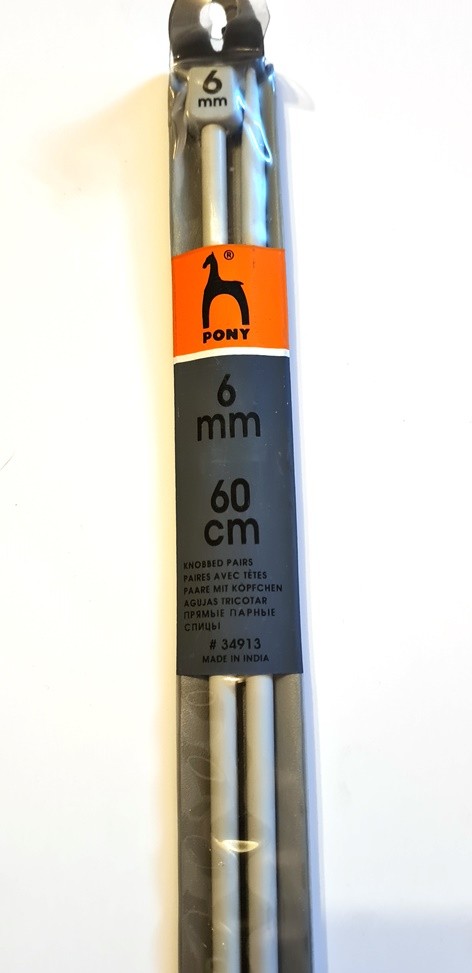 6
mm
®
PONY
6
mm
60
cm
KNOBBED PAIRS
PAIRES AVEC TÊTES
PAARE MIT KÖPFCHEN
AGUJAS TRICOTAR
ПРЯМЫЕ ПАРНЫЕ
СПИЦЫ
# 34913
MADE IN INDIA